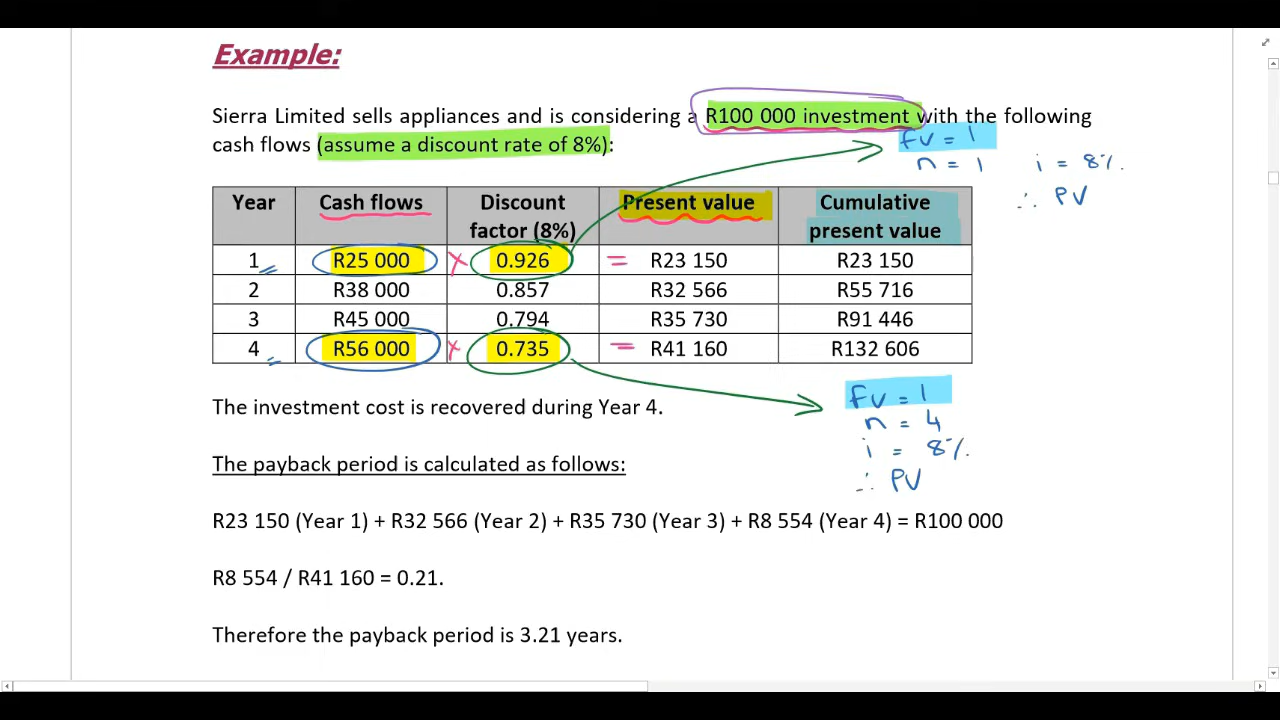 Example:
Sierra Limited sells appliances and is considering a R100 000 investment with the following
cash flows (assume a discount rate of 8%):
FV = 1
n = 1 i = 8%.
∴ PV
Year Cash flows Discount factor (8%) Present value Cumulative present value
1 R25 000 × 0.926 = R23 150 R23 150
2 R38 000 0.857 R32 566 R55 716
3 R45 000 0.794 R35 730 R91 446
4 R56 000 × 0.735 = R41 160 R132 606
FV = 1
n = 4
i = 8%.
∴ PV
The investment cost is recovered during Year 4.
The payback period is calculated as follows:
R23 150 (Year 1) + R32 566 (Year 2) + R35 730 (Year 3) + R8 554 (Year 4) = R100 000
R8 554 / R41 160 = 0.21.
Therefore the payback period is 3.21 years.